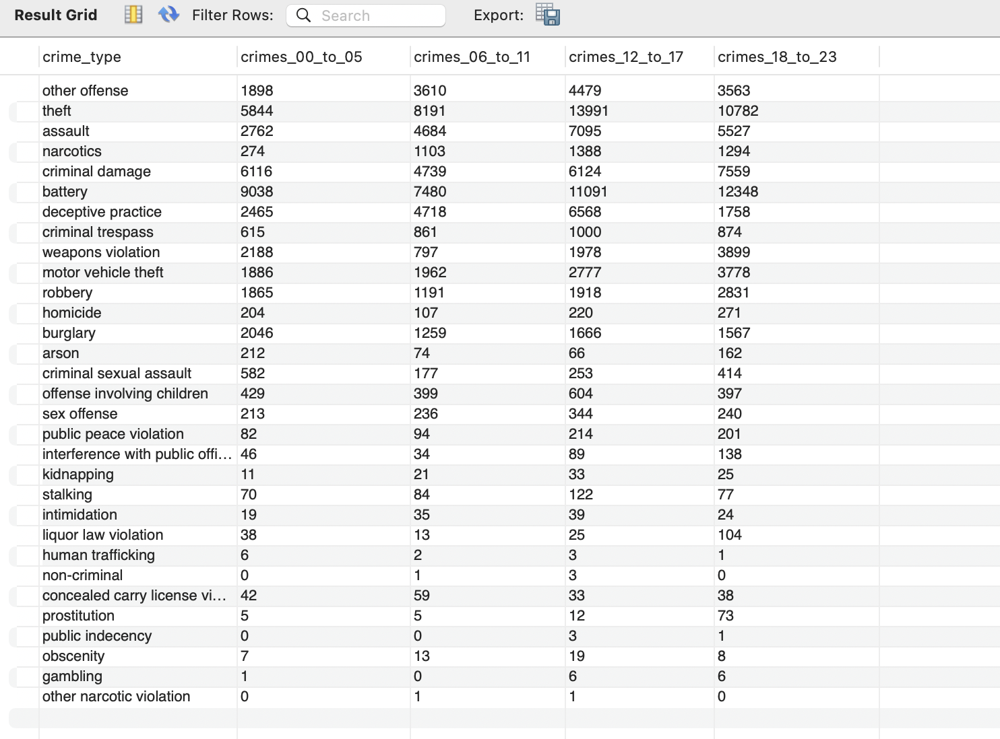 Result Grid Filter Rows: Search Export:
crime_type crimes_00_to_05 crimes_06_to_11 crimes_12_to_17 crimes_18_to_23
other offense 1898 3610 4479 3563
theft 5844 8191 13991 10782
assault 2762 4684 7095 5527
narcotics 274 1103 1388 1294
criminal damage 6116 4739 6124 7559
battery 9038 7480 11091 12348
deceptive practice 2465 4718 6568 1758
criminal trespass 615 861 1000 874
weapons violation 2188 797 1978 3899
motor vehicle theft 1886 1962 2777 3778
robbery 1865 1191 1918 2831
homicide 204 107 220 271
burglary 2046 1259 1666 1567
arson 212 74 66 162
criminal sexual assault 582 177 253 414
offense involving children 429 399 604 397
sex offense 213 236 344 240
public peace violation 82 94 214 201
interference with public offi... 46 34 89 138
kidnapping 11 21 33 25
stalking 70 84 122 77
intimidation 19 35 39 24
liquor law violation 38 13 25 104
human trafficking 6 2 3 1
non-criminal 0 1 3 0
concealed carry license vi... 42 59 33 38
prostitution 5 5 12 73
public indecency 0 0 3 1
obscenity 7 13 19 8
gambling 1 0 6 6
other narcotic violation 0 1 1 0